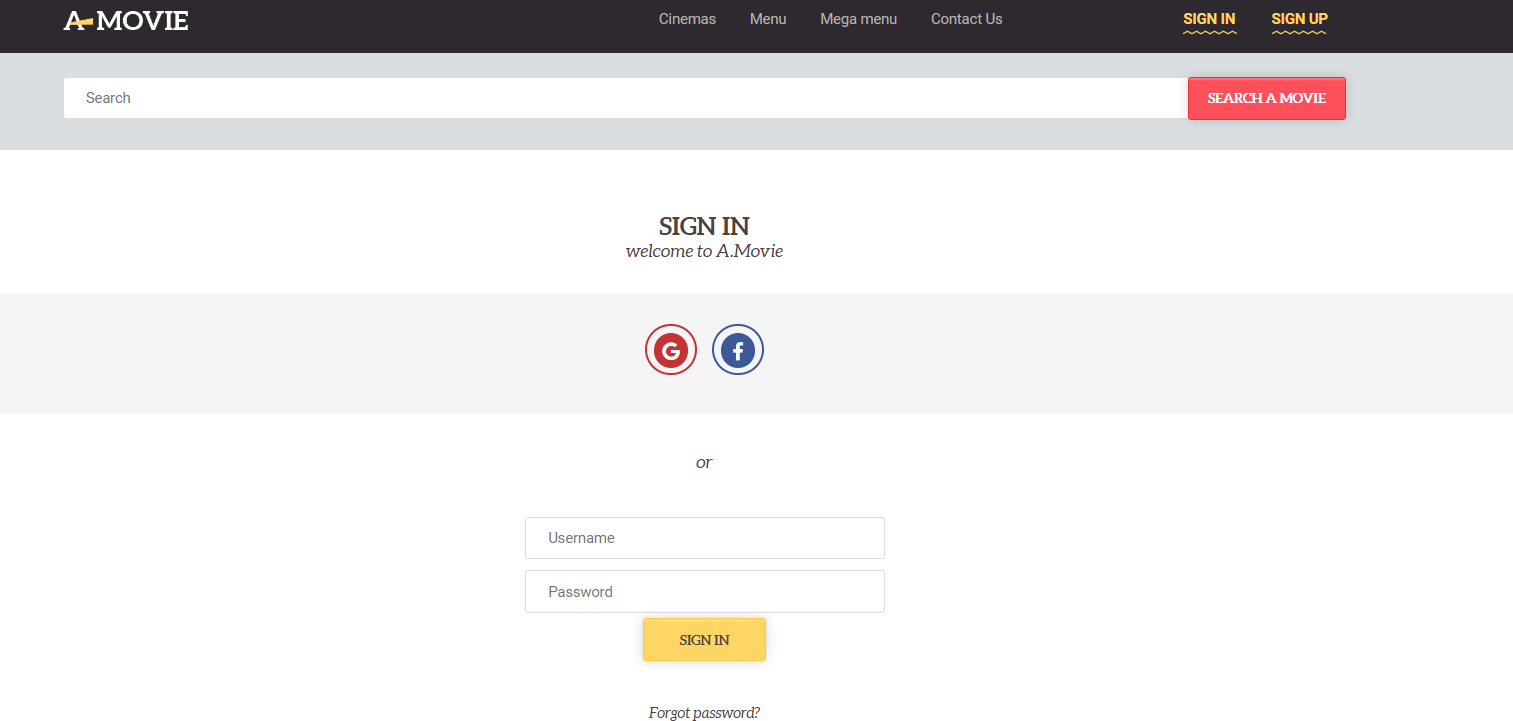 A MOVIE
Cinemas Menu Mega menu Contact Us SIGN IN SIGN UP
Search SEARCH A MOVIE
SIGN IN
welcome to A.Movie
G f
or
Username
Password
SIGN IN
Forgot password?